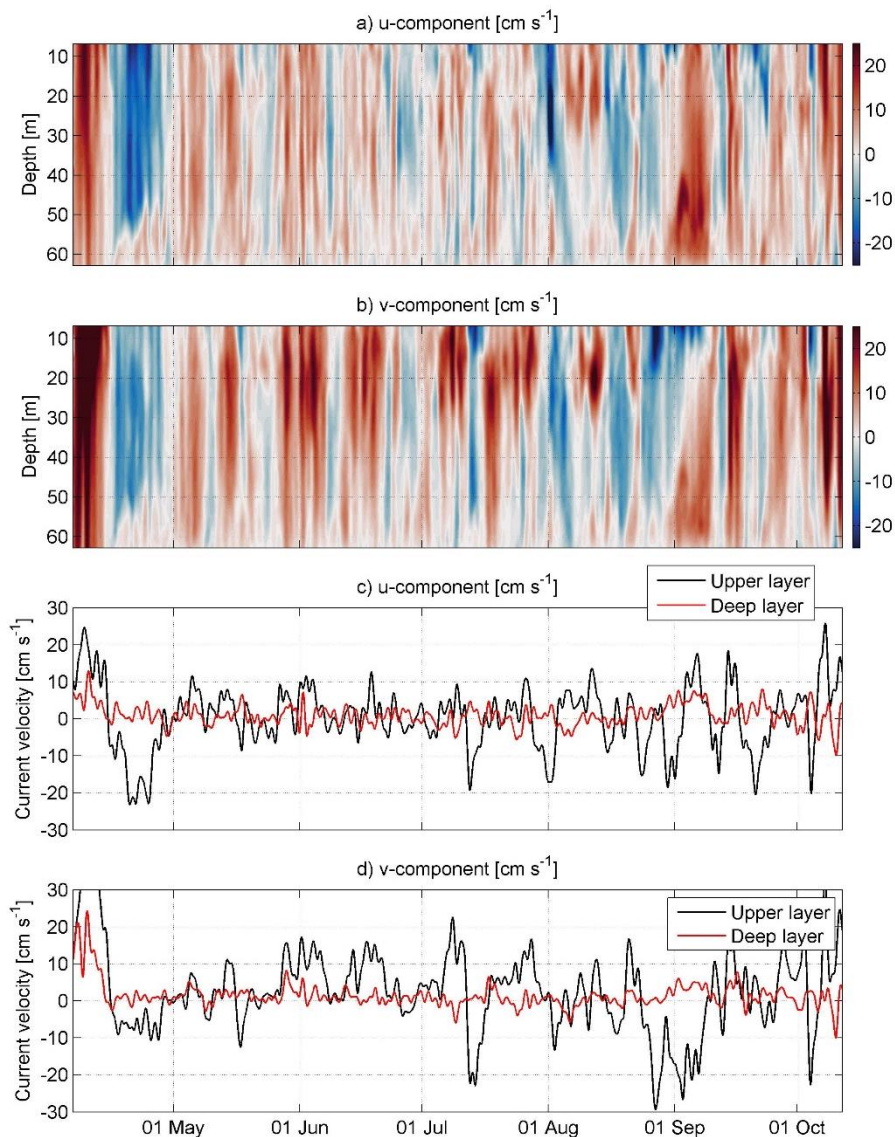 a) u-component [cm s-1]
Depth [m]
10
20
30
40
50
60
20
10
0
-10
-20
b) v-component [cm s-1]
Depth [m]
10
20
30
40
50
60
20
10
0
-10
-20
c) u-component [cm s-1]
Upper layer
Deep layer
Current velocity [cm s-1]
30
20
10
0
-10
-20
-30
d) v-component [cm s-1]
Upper layer
Deep layer
Current velocity [cm s-1]
30
20
10
0
-10
-20
-30
01 May 01 Jun 01 Jul 01 Aug 01 Sep 01 Oct